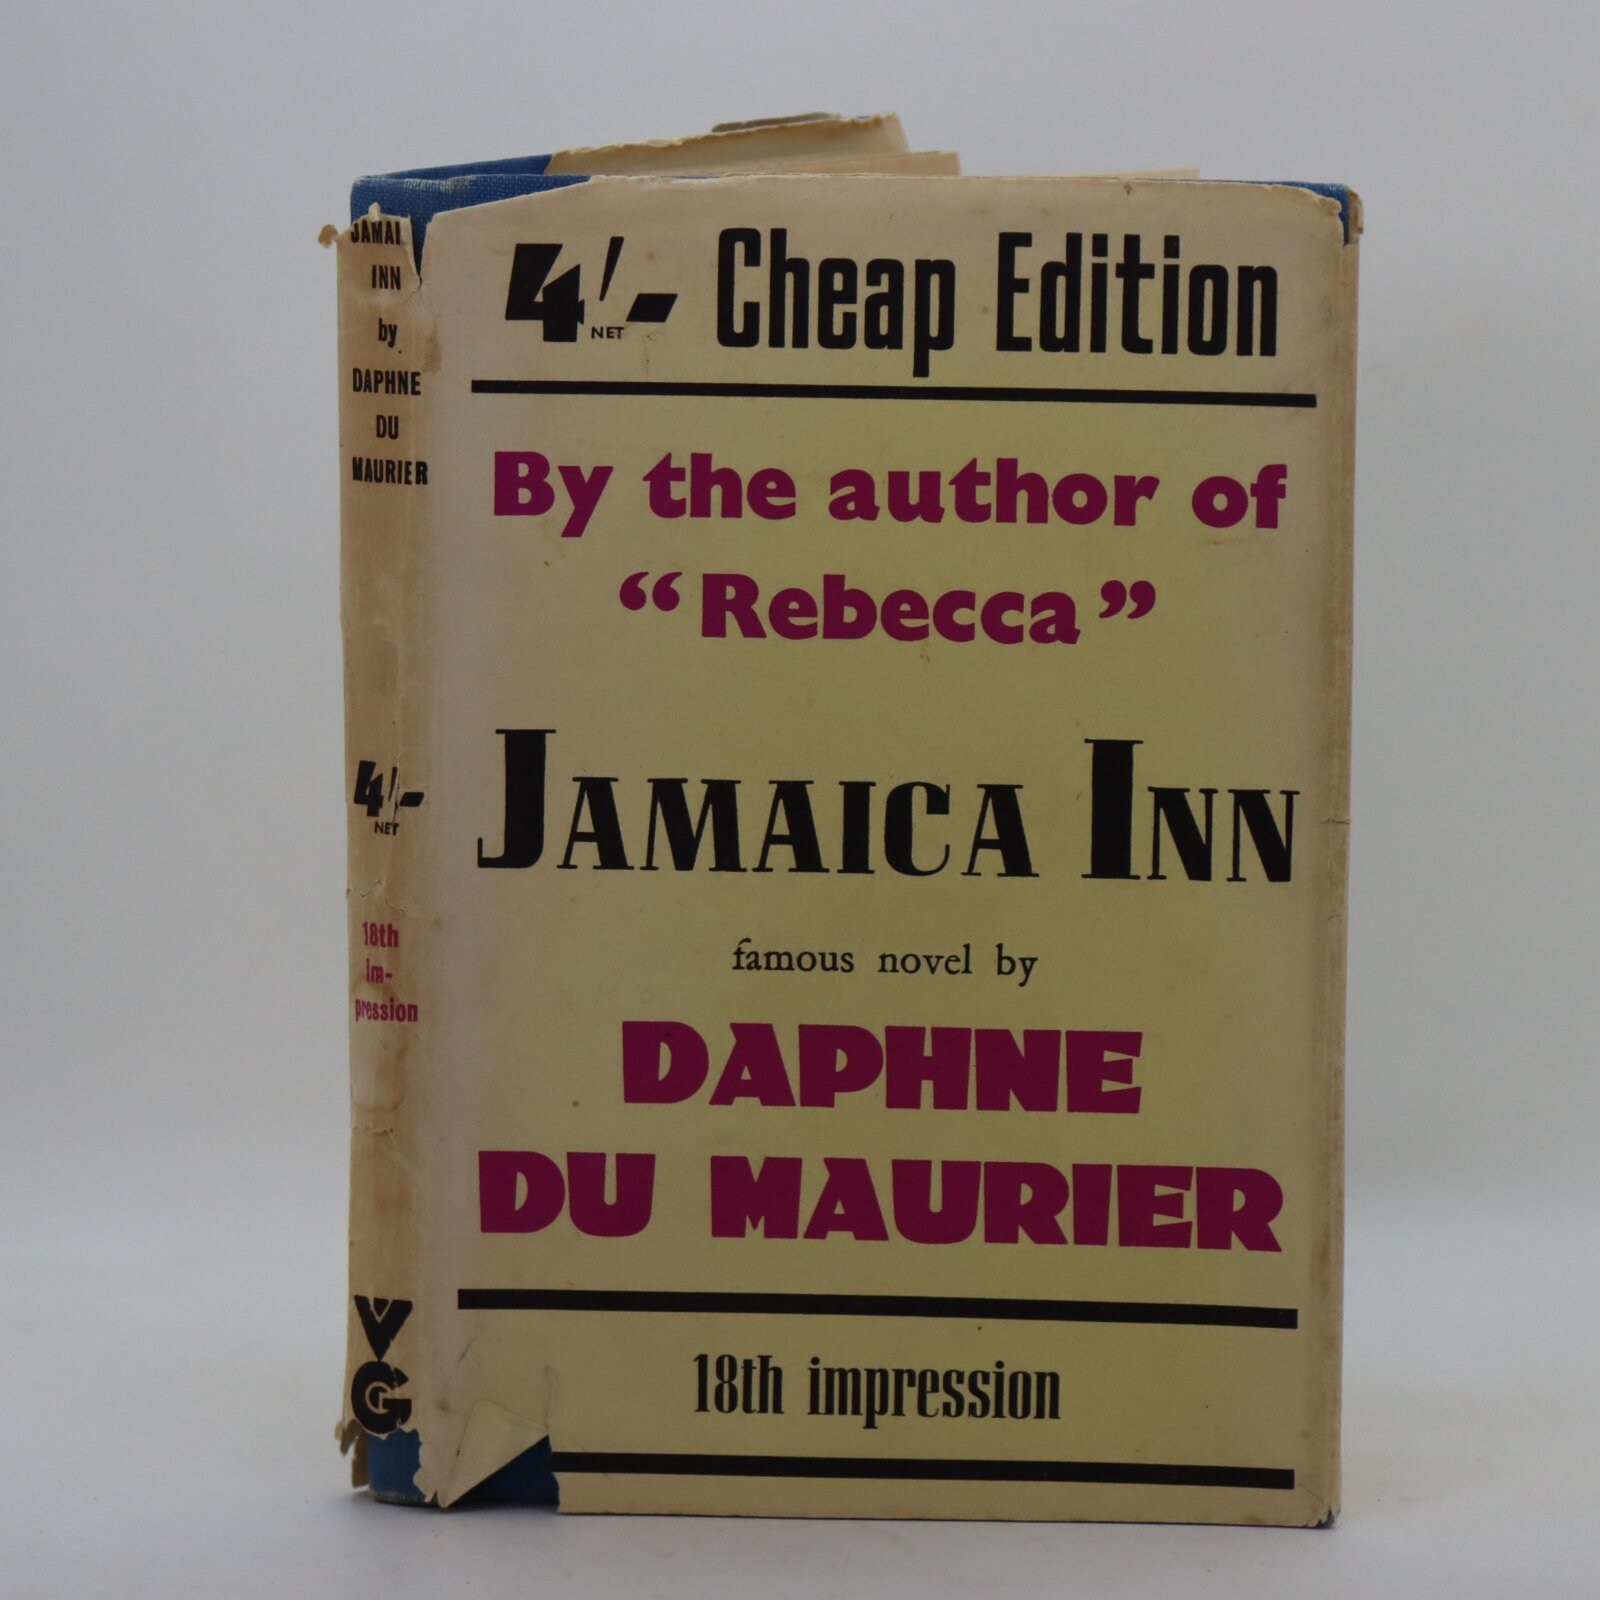 JAMAI
INN
by
DAPHNE
DU
MAURIER
4/-
NET
18th
im-
pression
V
G
4/- NET Cheap Edition
By the author of
“Rebecca”
JAMAICA INN
famous novel by
DAPHNE
DU MAURIER
18th impression